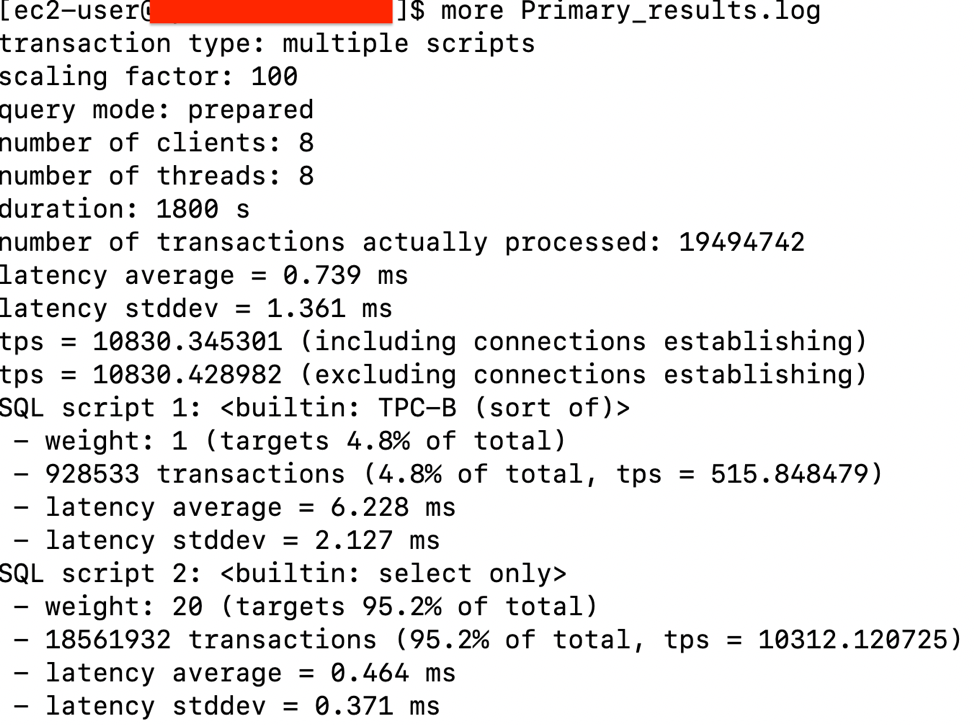 [ec2-user@ ]$ more Primary_results.log
transaction type: multiple scripts
scaling factor: 100
query mode: prepared
number of clients: 8
number of threads: 8
duration: 1800 s
number of transactions actually processed: 19494742
latency average = 0.739 ms
latency stddev = 1.361 ms
tps = 10830.345301 (including connections establishing)
tps = 10830.428982 (excluding connections establishing)
SQL script 1: <builtin: TPC-B (sort of)>
 - weight: 1 (targets 4.8% of total)
 - 928533 transactions (4.8% of total, tps = 515.848479)
 - latency average = 6.228 ms
 - latency stddev = 2.127 ms
SQL script 2: <builtin: select only>
 - weight: 20 (targets 95.2% of total)
 - 18561932 transactions (95.2% of total, tps = 10312.120725)
 - latency average = 0.464 ms
 - latency stddev = 0.371 ms